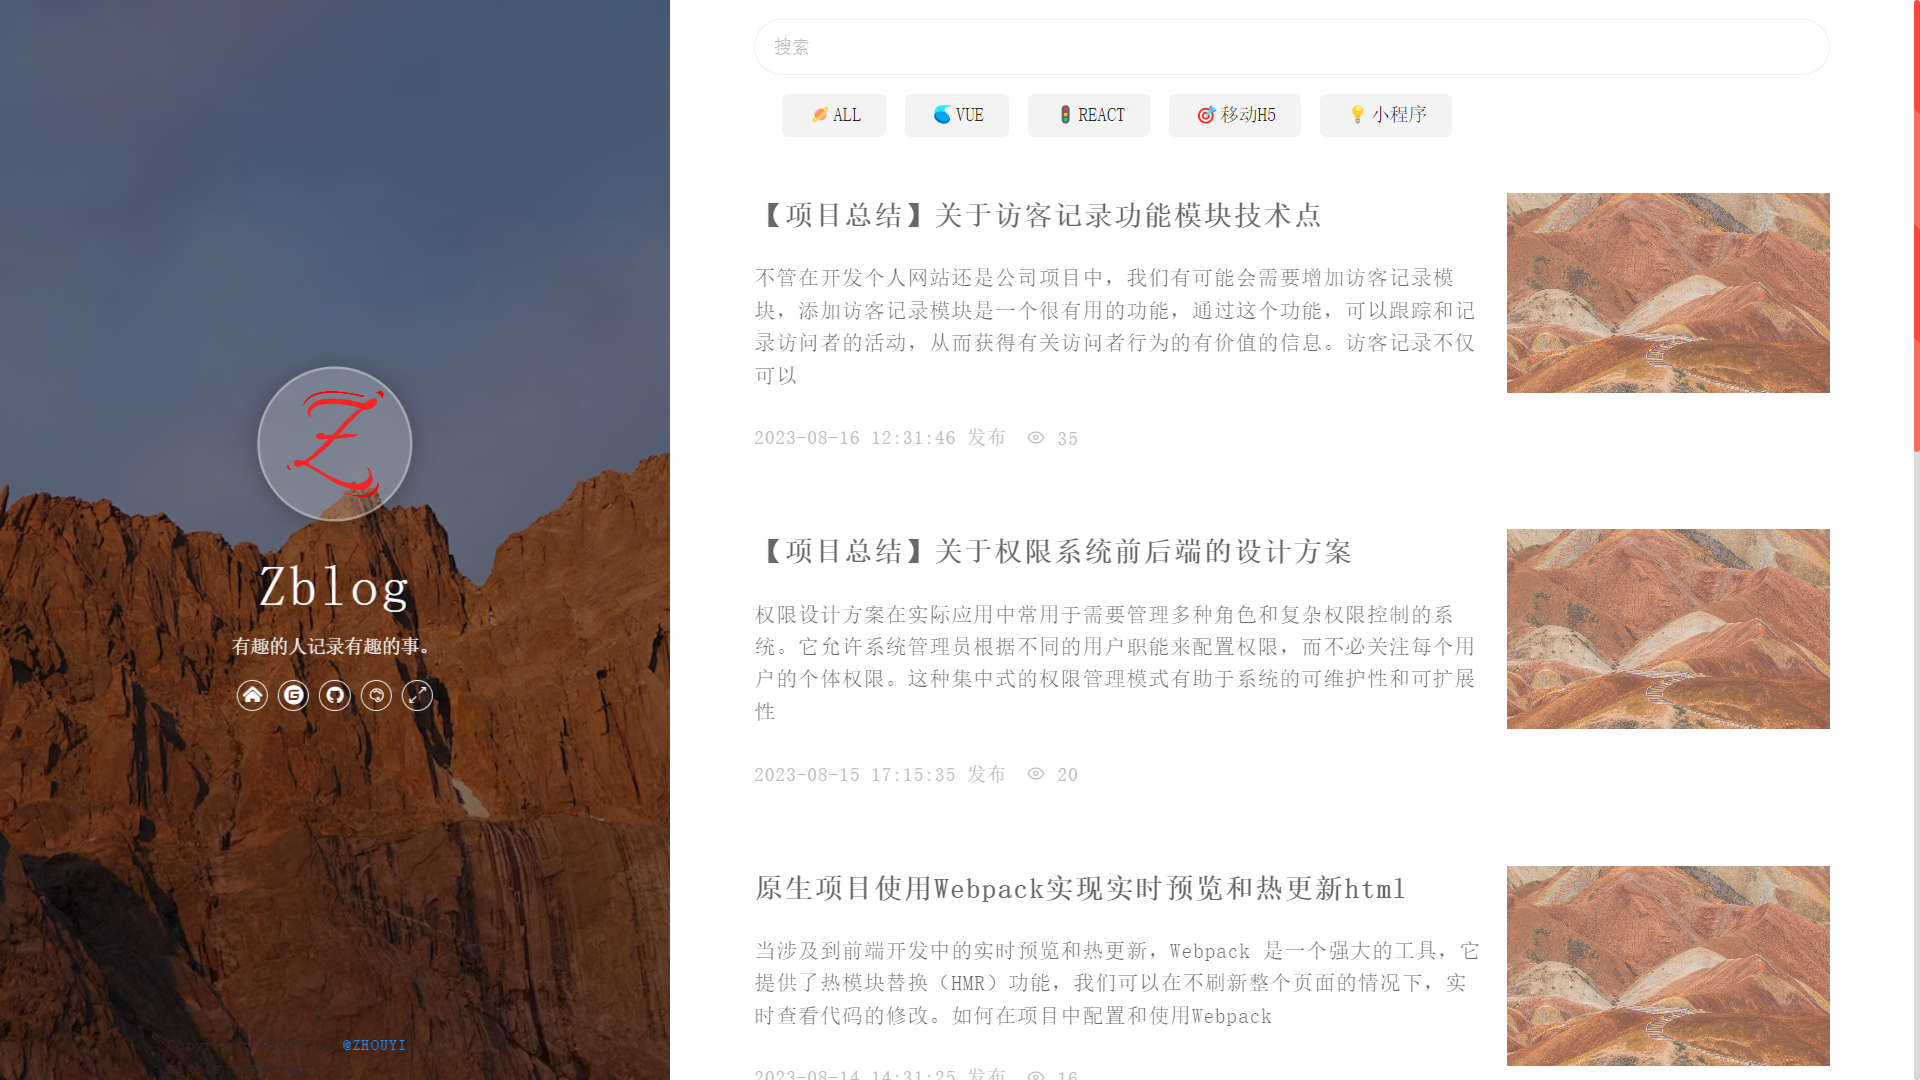 Z
Zblog
有趣的人记录有趣的事。
@ZHOUYI
搜索
🪐 ALL
🌊 VUE
🚦 REACT
🎯 移动H5
💡 小程序
【项目总结】关于访客记录功能模块技术点
不管在开发个人网站还是公司项目中，我们有可能会需要增加访客记录模
块，添加访客记录模块是一个很有用的功能，通过这个功能，可以跟踪和记
录访问者的活动，从而获得有关访问者行为的有价值的信息。访客记录不仅
可以
2023-08-16 12:31:46 发布 35
【项目总结】关于权限系统前后端的设计方案
权限设计方案在实际应用中常用于需要管理多种角色和复杂权限控制的系
统。它允许系统管理员根据不同的用户职能来配置权限，而不必关注每个用
户的个体权限。这种集中式的权限管理模式有助于系统的可维护性和可扩展
性
2023-08-15 17:15:35 发布 20
原生项目使用Webpack实现实时预览和热更新html
当涉及到前端开发中的实时预览和热更新，Webpack 是一个强大的工具，它
提供了热模块替换（HMR）功能，我们可以在不刷新整个页面的情况下，实
时查看代码的修改。如何在项目中配置和使用Webpack
2023-08-14 14:31:25 发布 16